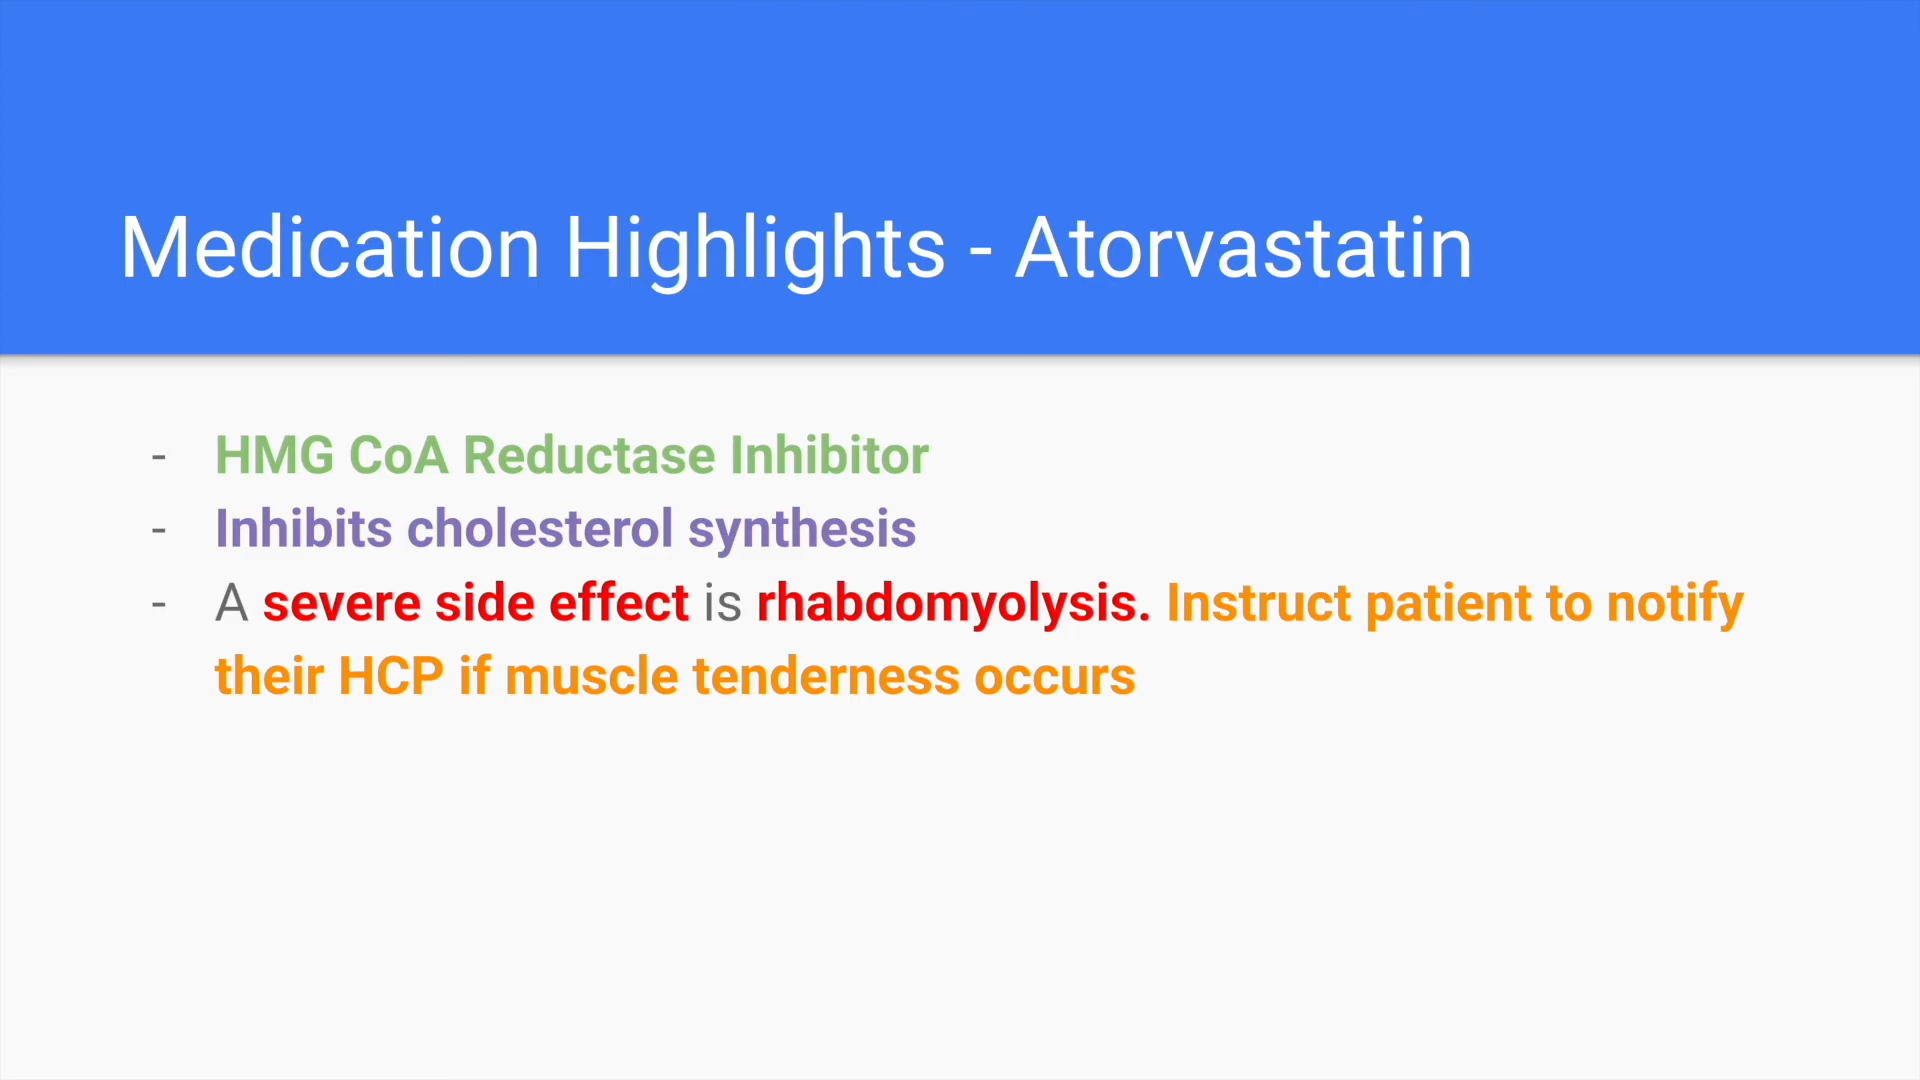 Medication Highlights - Atorvastatin
- HMG CoA Reductase Inhibitor
- Inhibits cholesterol synthesis
- A severe side effect is rhabdomyolysis. Instruct patient to notify
their HCP if muscle tenderness occurs